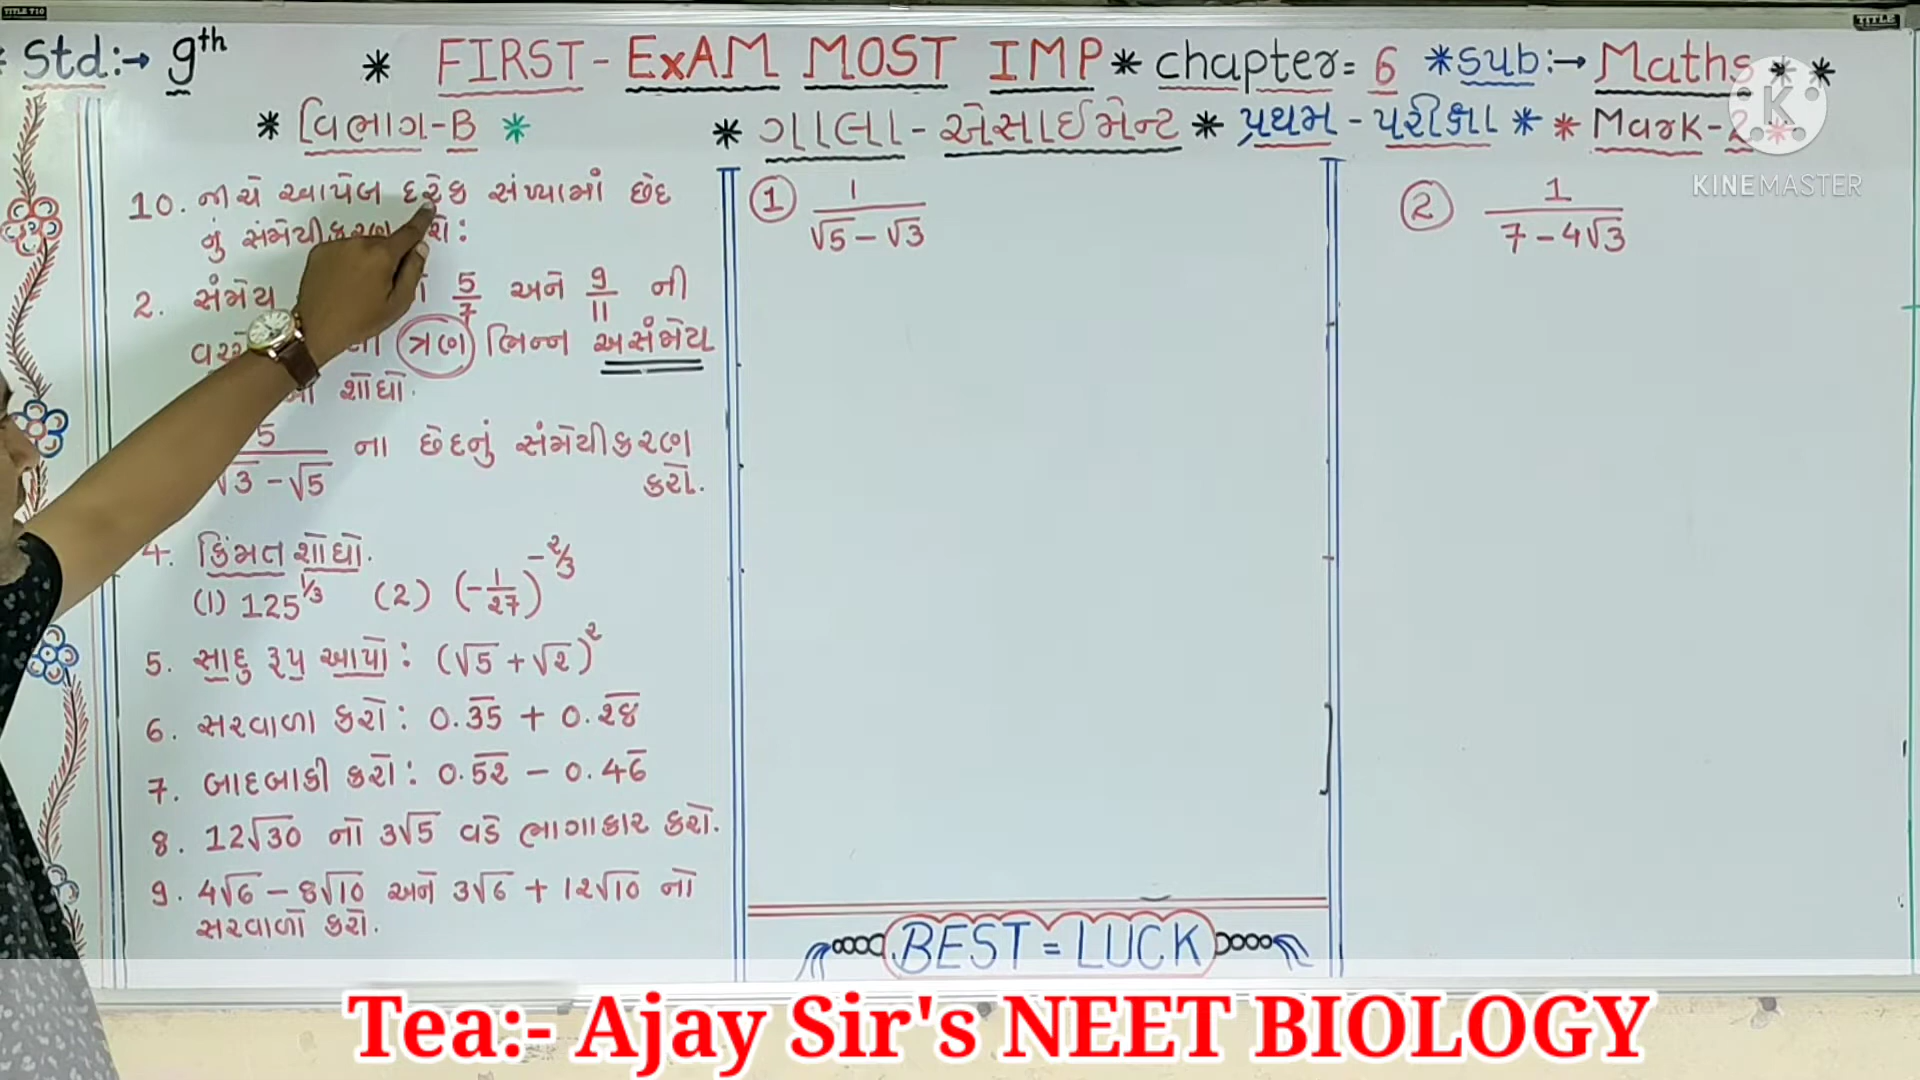 TITLE T10
TITLE
Std:→ 9th
* FIRST - ExAM MOST IMP * chapter = 6 * sub:→ Maths * *
* વિભાગ-B *
* ગાલા - એસાઈમેન્ટ * પ્રથમ - પરીક્ષા * * Mark-2 *
K
KINEMASTER
10. નીચે આપેલ દરેક સંખ્યામાં છેદ
નું સંમેયીકરણ
2. સંમેય 5/7 અને 9/11 ની
ત્રણ ભિન્ન અસંમેય
શોધો.
5/(√3 - √5) ના છેદનું સંમેયીકરણ
કરો.
4. કિંમત શોધો.
(1) 125^1/3 (2) (-1/27)^-2/3
5. સાદુ રૂપ આપો : (√5 + √2)²
6. સરવાળા કરો : 0.3̅5̅ + 0.2̅8̅
7. બાદબાકી કરો : 0.5̅2̅ - 0.46̅
8. 12√30 નો 3√5 વડે ભાગાકાર કરો.
9. 4√6 - 8√10 અને 3√6 + 12√10 નો
સરવાળો કરો.
① 1/(√5 - √3)
② 1/(7 - 4√3)
BEST = LUCK
Tea:- Ajay Sir's NEET BIOLOGY